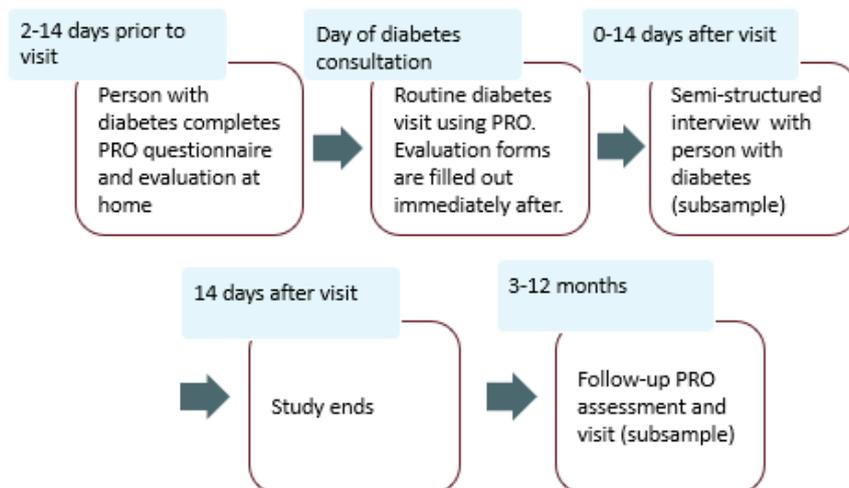 2-14 days prior to
visit
Person with
diabetes completes
PRO questionnaire
and evaluation at
home
Day of diabetes
consultation
Routine diabetes
visit using PRO.
Evaluation forms
are filled out
immediately after.
0-14 days after visit
Semi-structured
interview with
person with
diabetes
(subsample)
14 days after visit
Study ends
3-12 months
Follow-up PRO
assessment and
visit (subsample)